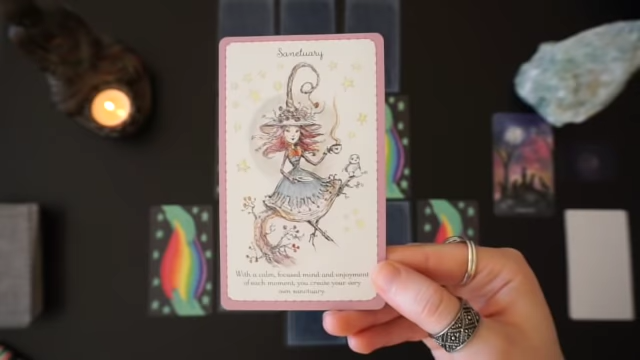 Sanctuary
With a calm, focused mind and enjoyment
of each moment, you create your very
own sanctuary.